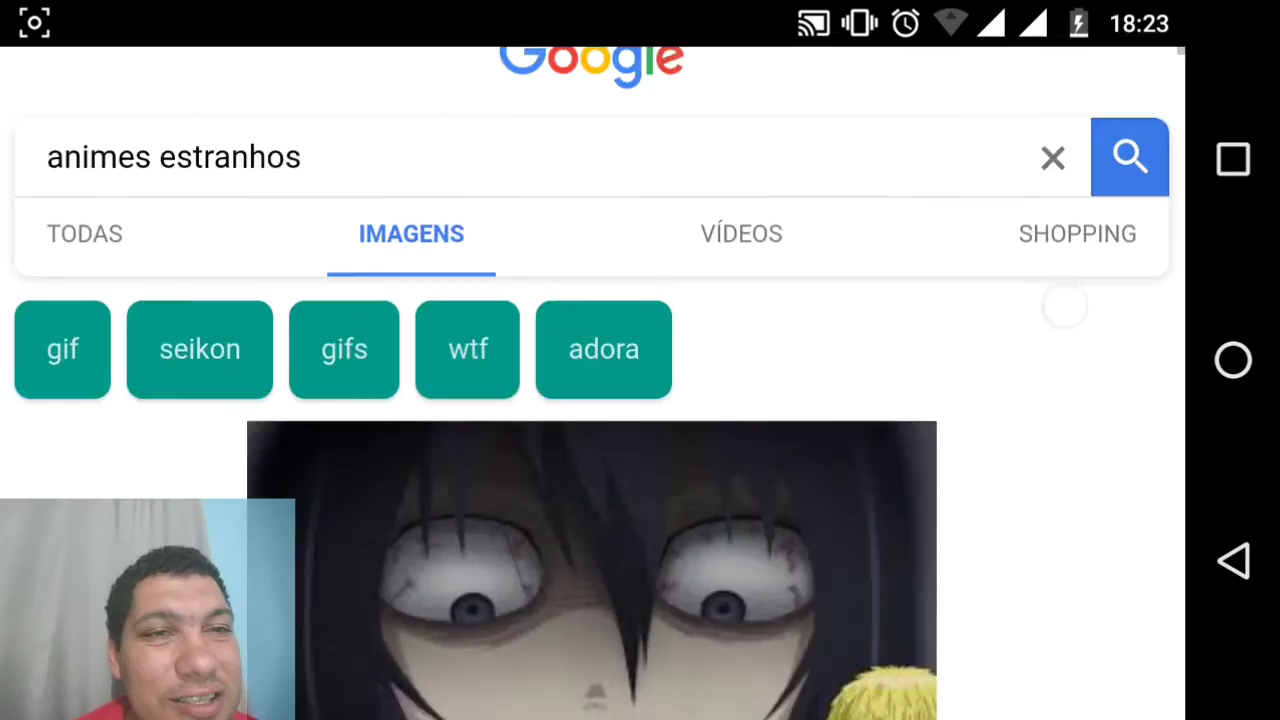 18:23
Google
animes estranhos
TODAS IMAGENS VÍDEOS SHOPPING
gif seikon gifs wtf adora